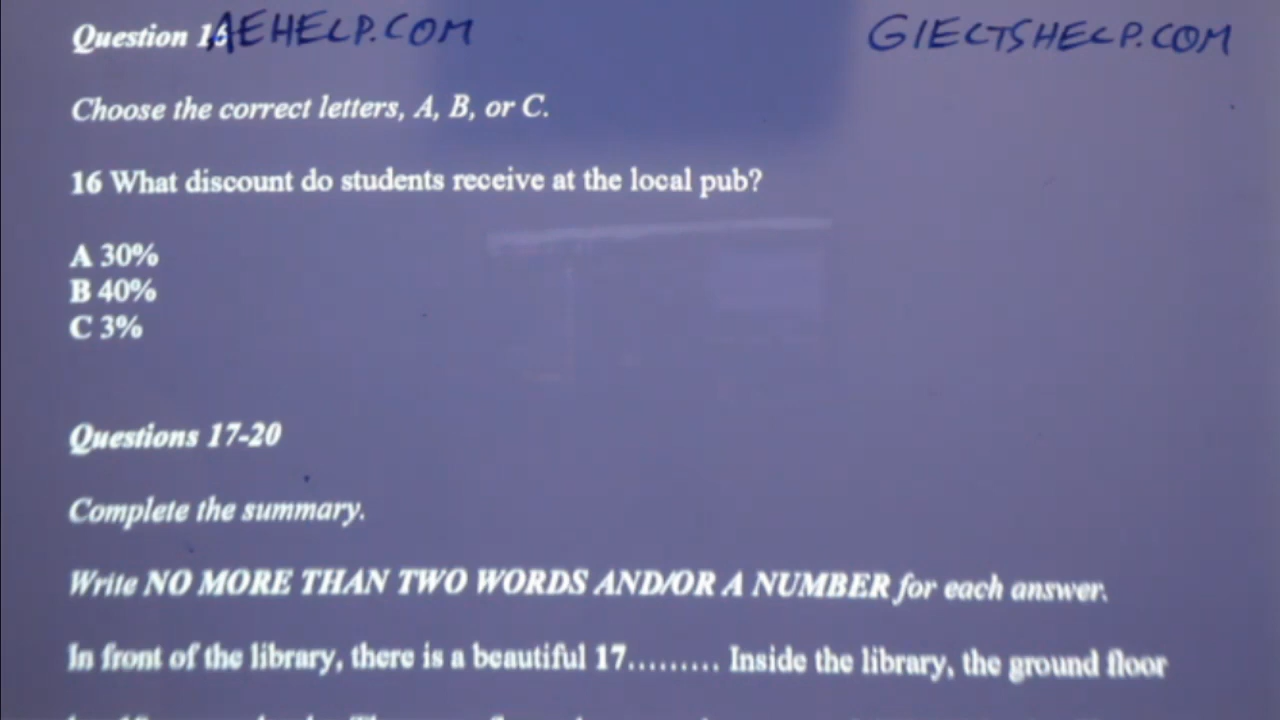 Question 16 AEHELP.COM GIELTSHELP.COM
Choose the correct letters, A, B, or C.
16 What discount do students receive at the local pub?
A 30%
B 40%
C 3%
Questions 17-20
Complete the summary.
Write NO MORE THAN TWO WORDS AND/OR A NUMBER for each answer.
In front of the library, there is a beautiful 17......... Inside the library, the ground floor